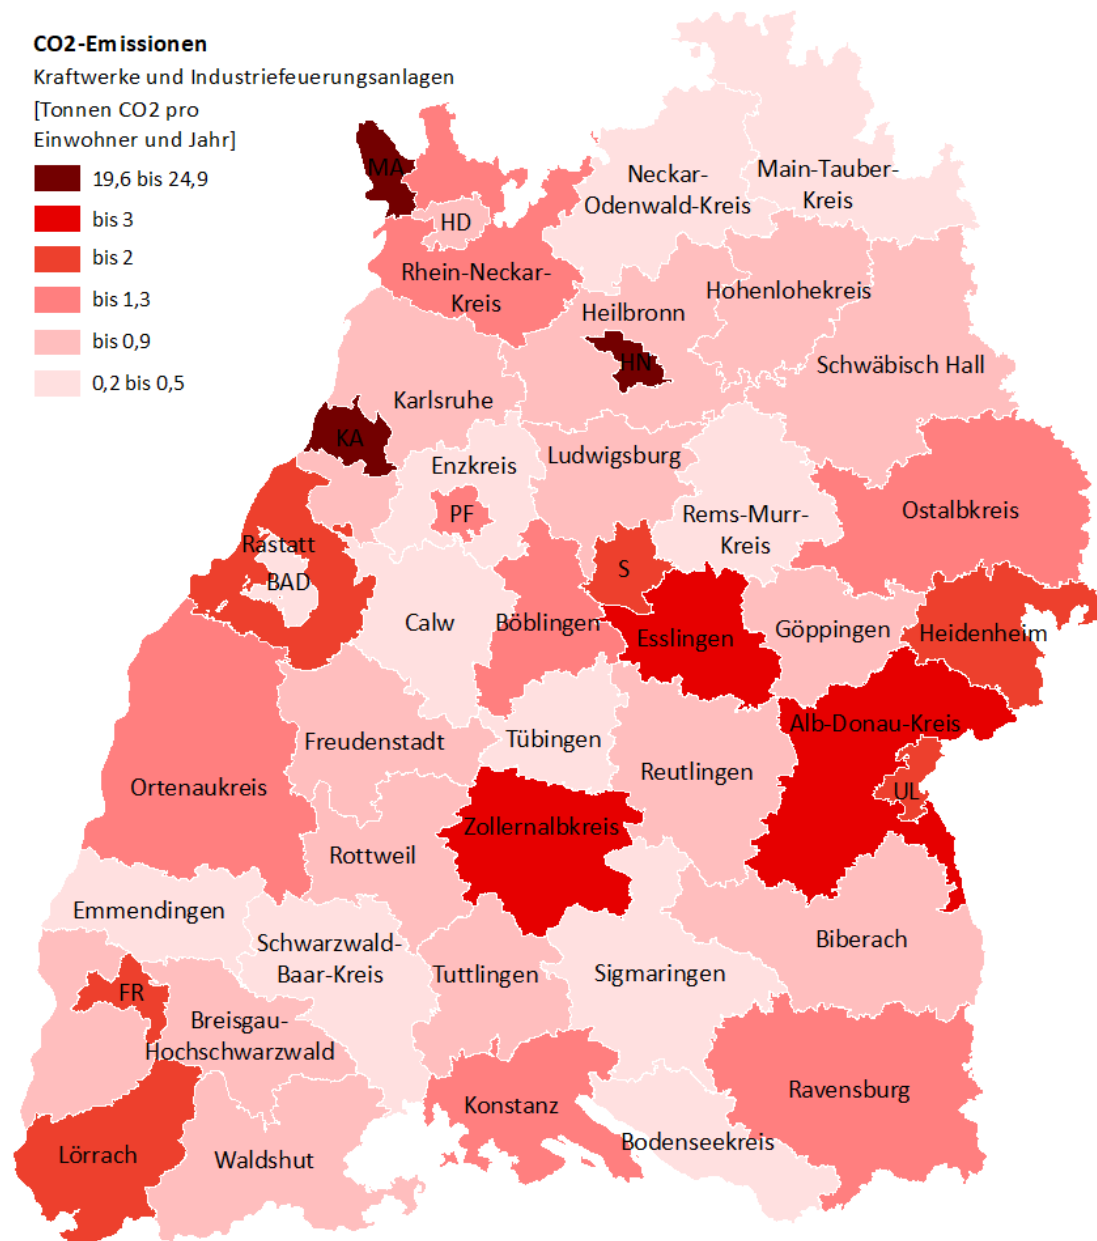 CO2-Emissionen
Kraftwerke und Industriefeuerungsanlagen
[Tonnen CO2 pro
Einwohner und Jahr]
19,6 bis 24,9
bis 3
bis 2
bis 1,3
bis 0,9
0,2 bis 0,5
MA
HD
Neckar-
Odenwald-Kreis
Main-Tauber-
Kreis
Rhein-Neckar-
Kreis
Hohenlohekreis
Heilbronn
HN
Schwäbisch Hall
Karlsruhe
KA
Enzkreis
Ludwigsburg
PF
Rems-Murr-
Kreis
Ostalbkreis
Rastatt
BAD
S
Calw
Böblingen
Esslingen
Göppingen
Heidenheim
Alb-Donau-Kreis
Freudenstadt
Tübingen
Reutlingen
Ortenaukreis
UL
Zollernalbkreis
Rottweil
Emmendingen
Schwarzwald-
Baar-Kreis
Tuttlingen
Sigmaringen
Biberach
FR
Breisgau-
Hochschwarzwald
Konstanz
Ravensburg
Bodenseekreis
Lörrach
Waldshut